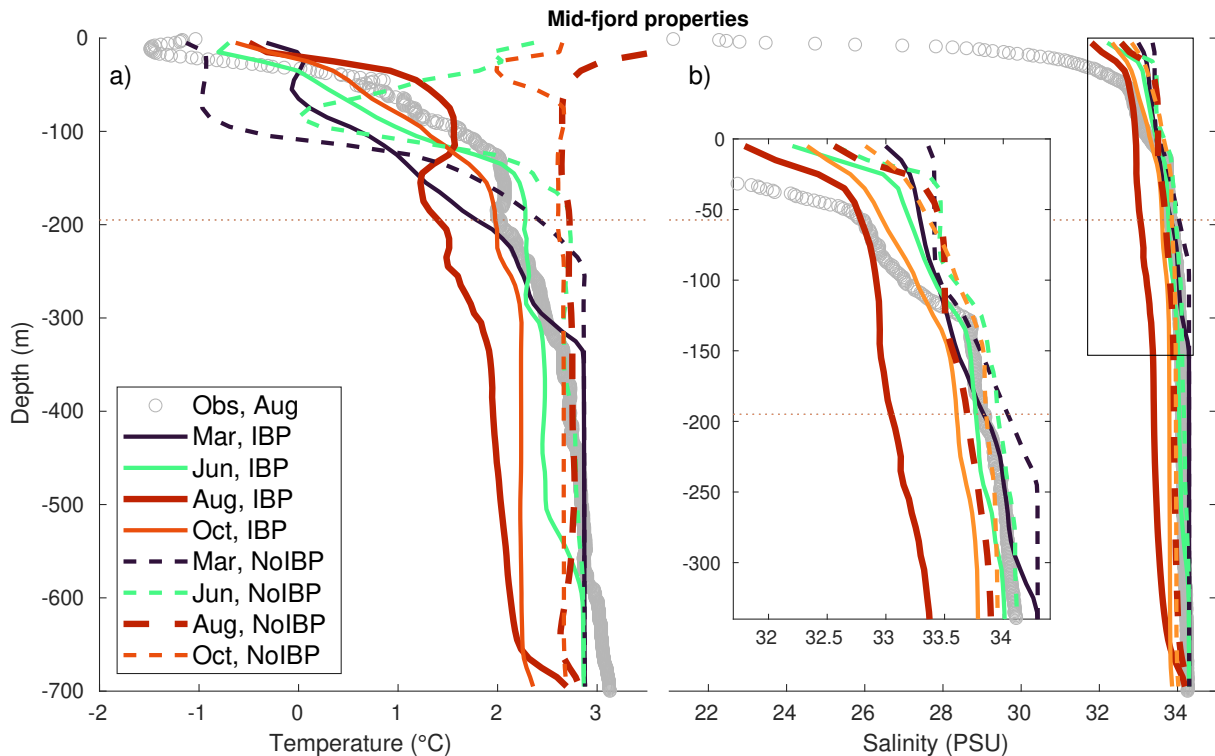 Mid-fjord properties
a)
b)
0
-100
-200
-300
-400
-500
-600
-700
Depth (m)
-2
-1
0
1
2
3
Temperature (°C)
Obs, Aug
Mar, IBP
Jun, IBP
Aug, IBP
Oct, IBP
Mar, NoIBP
Jun, NoIBP
Aug, NoIBP
Oct, NoIBP
0
-50
-100
-150
-200
-250
-300
32
32.5
33
33.5
34
22
24
26
28
30
32
34
Salinity (PSU)